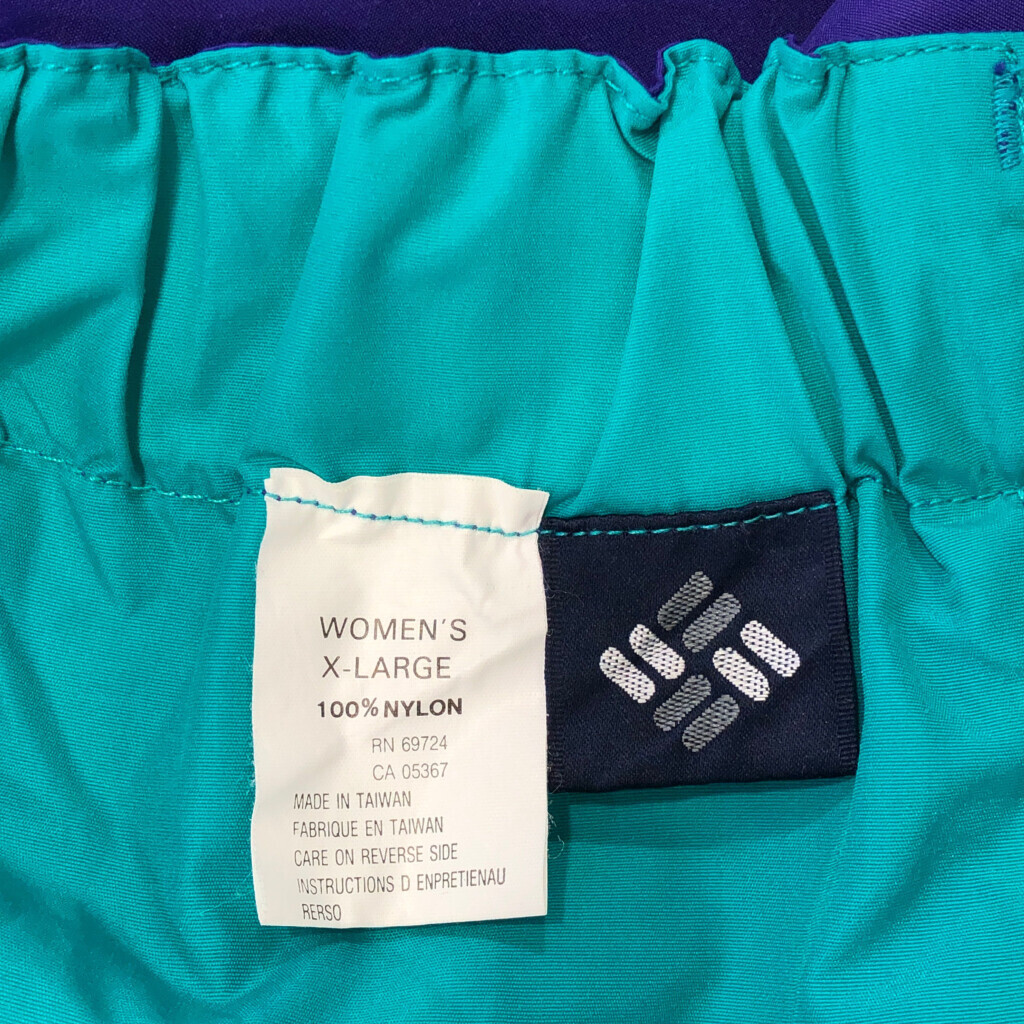 WOMEN'S
X-LARGE
100% NYLON
RN 69724
CA 05367
MADE IN TAIWAN
FABRIQUE EN TAIWAN
CARE ON REVERSE SIDE
INSTRUCTIONS D ENPRETIENAU
RERSO